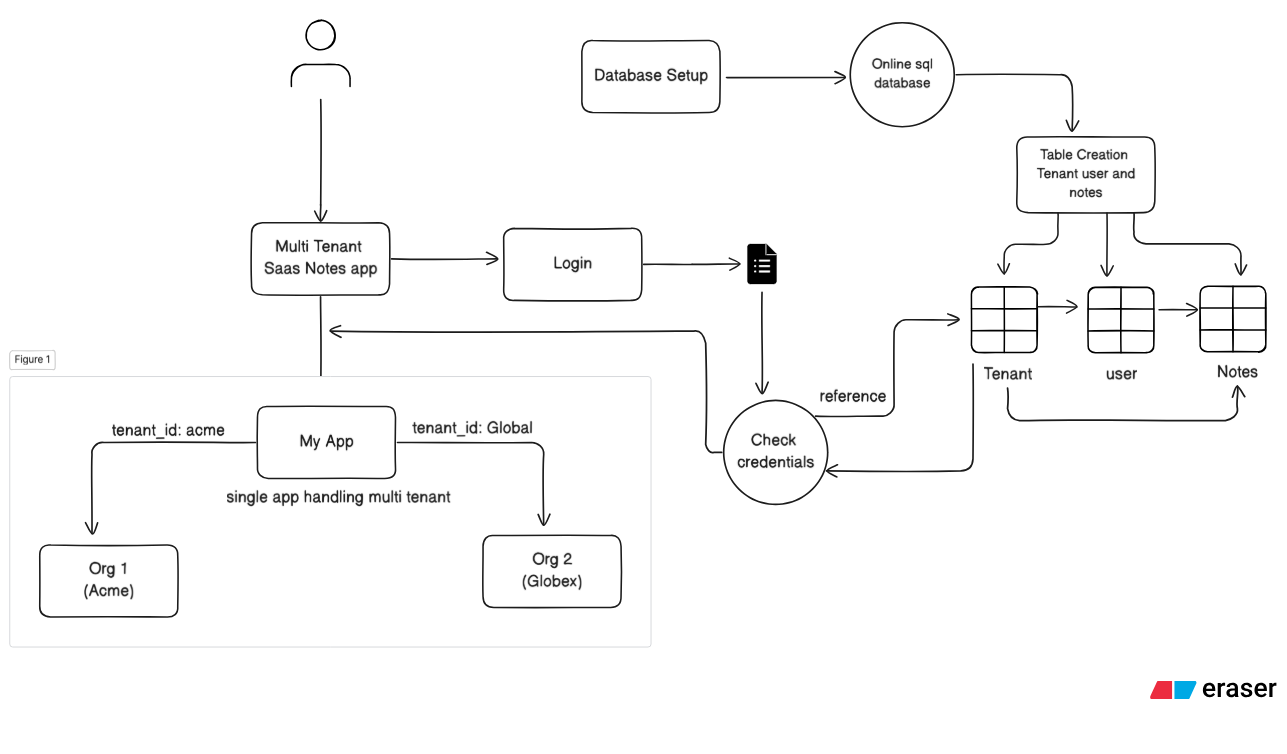 Database Setup
Online sql
database
Table Creation
Tenant user and
notes
Multi Tenant
Saas Notes app
Login
Figure 1
Tenant
user
Notes
reference
tenant_id: acme
My App
tenant_id: Global
Check
credentials
single app handling multi tenant
Org 1
(Acme)
Org 2
(Globex)
eraser